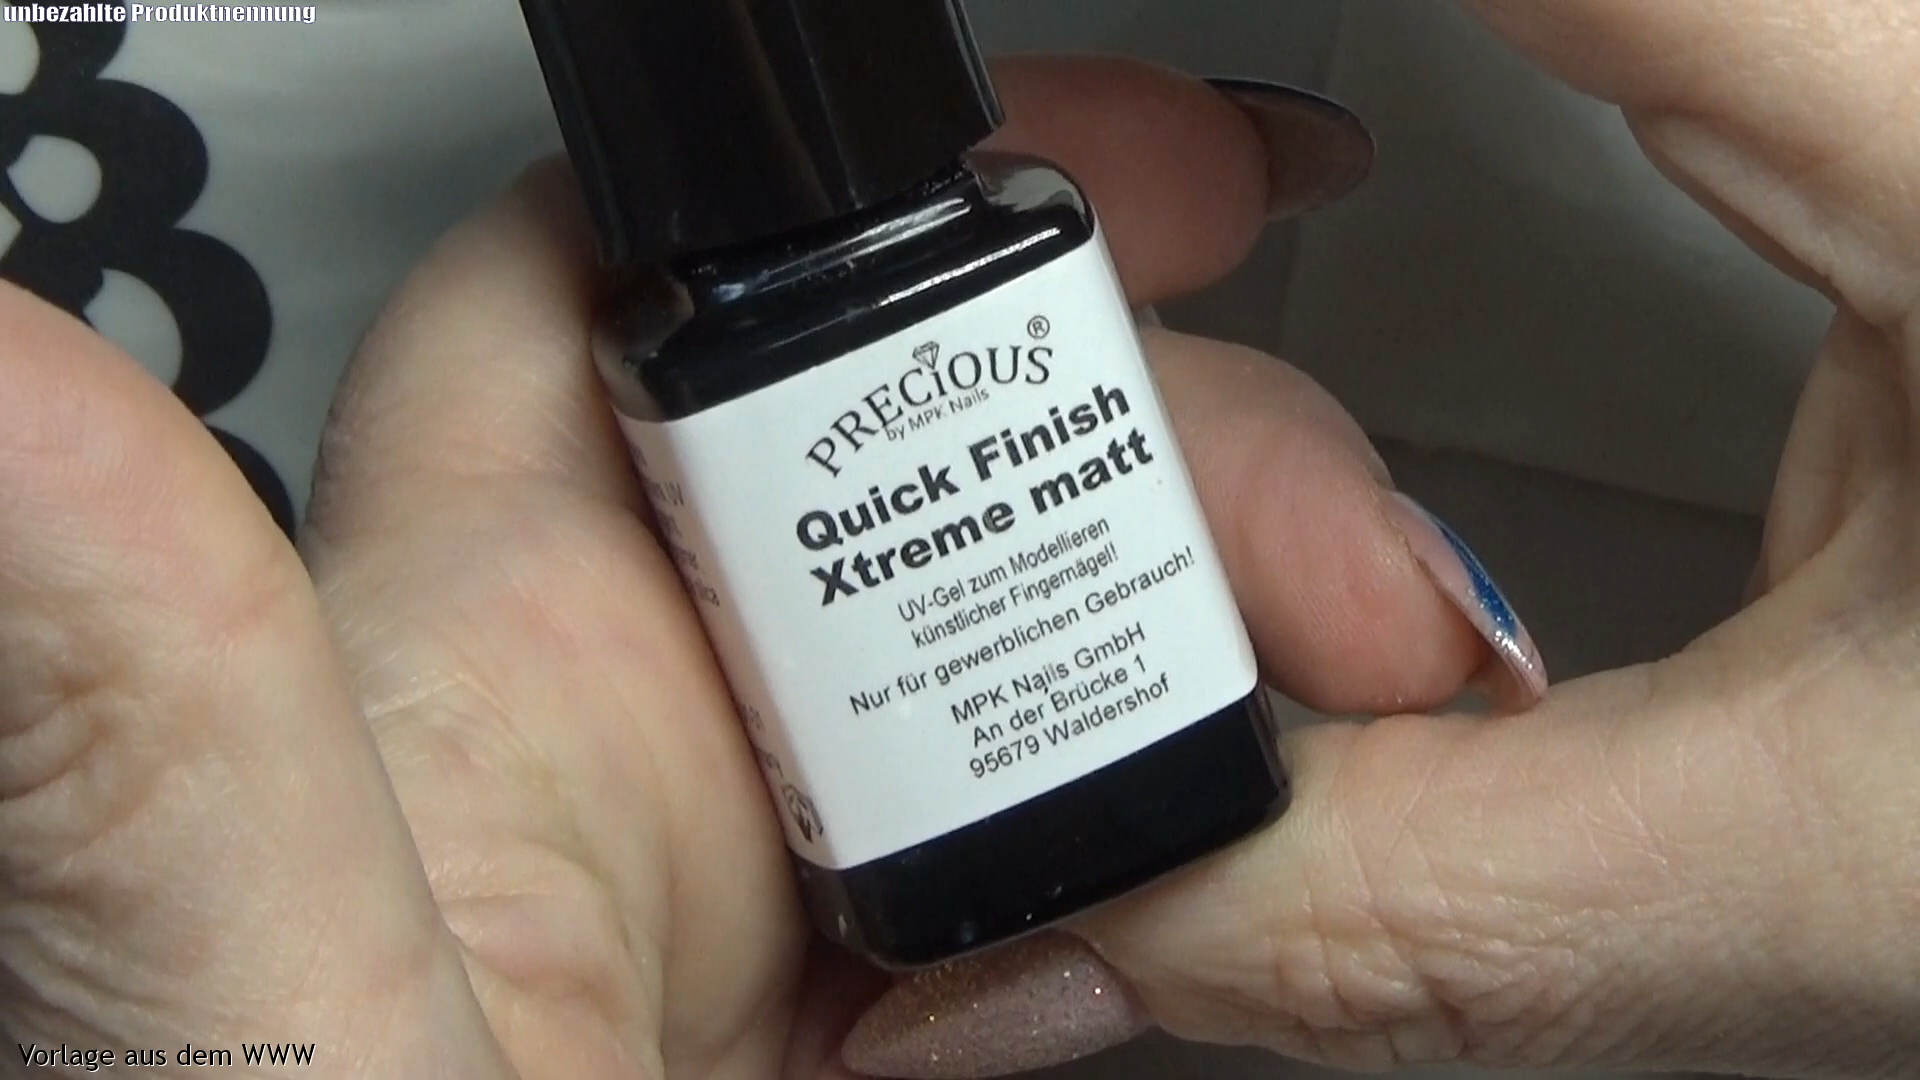 unbezahlte Produktnennung
PRECiOUS®
by MPK Nails
Quick Finish
Xtreme matt
UV-Gel zum Modellieren
künstlicher Fingernägel!
Nur für gewerblichen Gebrauch!
MPK Nails GmbH
An der Brücke 1
95679 Waldershof
Vorlage aus dem WWW